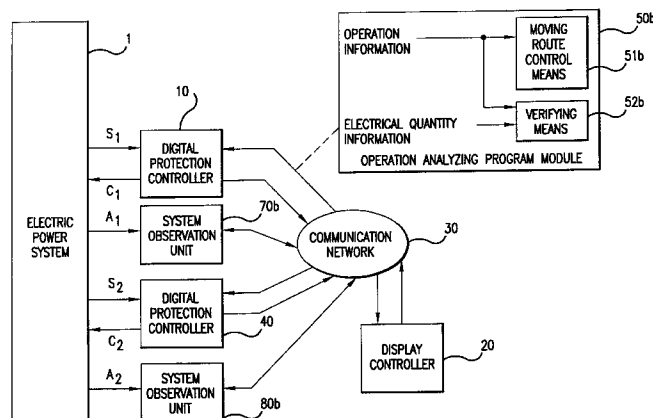 1
ELECTRIC
POWER
SYSTEM
S1
C1
A1
S2
C2
A2
10
DIGITAL
PROTECTION
CONTROLLER
70b
SYSTEM
OBSERVATION
UNIT
DIGITAL
PROTECTION
CONTROLLER
40
SYSTEM
OBSERVATION
UNIT
80b
COMMUNICATION
NETWORK
30
DISPLAY
CONTROLLER
20
OPERATION
INFORMATION
ELECTRICAL QUANTITY
INFORMATION
MOVING
ROUTE
CONTROL
MEANS
50b
51b
VERIFYING
MEANS
52b
OPERATION ANALYZING PROGRAM MODULE